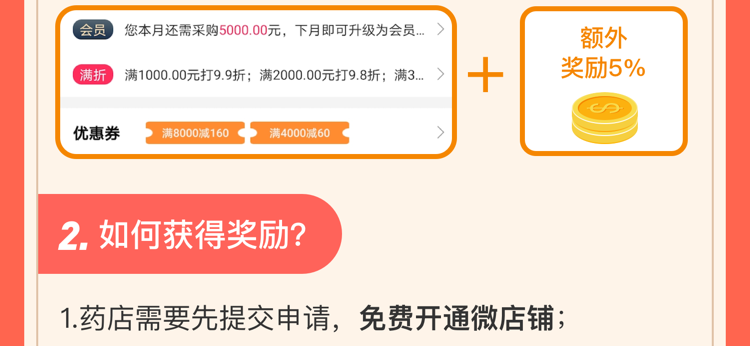 会员 您本月还需采购5000.00元，下月即可升级为会员...
满折 满1000.00元打9.9折；满2000.00元打9.8折；满3...
优惠券 满8000减160 满4000减60
+
额外
奖励5%
2. 如何获得奖励？
1.药店需要先提交申请，免费开通微店铺；